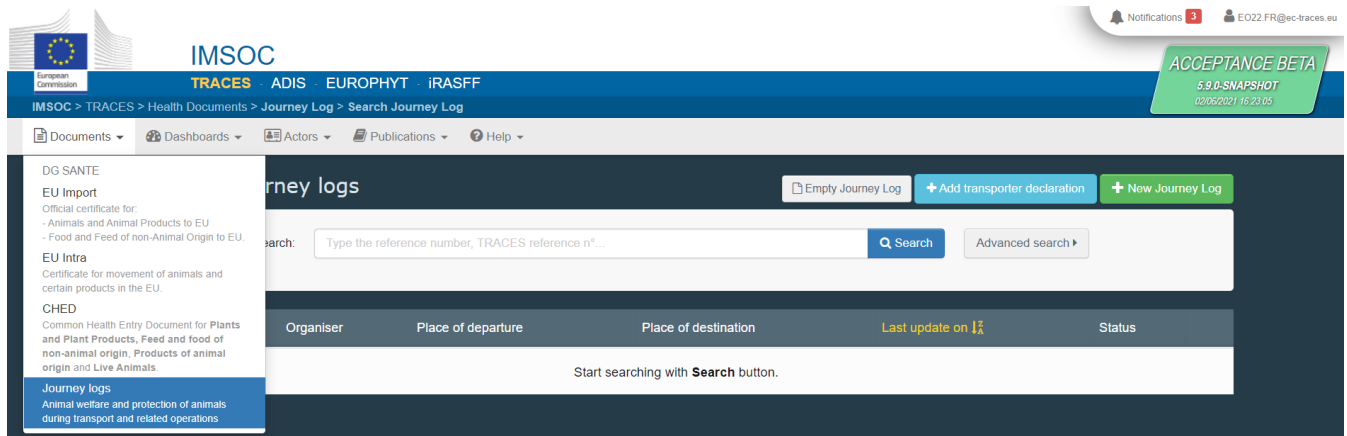 Notifications 3 EO22.FR@ec-traces.eu
European
Commission
IMSOC
ACCEPTANCE BETA
5.9.0-SNAPSHOT
02/06/2021 16:23:05
TRACES - ADIS - EUROPHYT - iRASFF
IMSOC > TRACES > Health Documents > Journey Log > Search Journey Log
Documents Dashboards Actors Publications Help
DG SANTE
EU Import
Official certificate for:
- Animals and Animal Products to EU
- Food and Feed of non-Animal Origin to EU.
EU Intra
Certificate for movement of animals and
certain products in the EU.
CHED
Common Health Entry Document for Plants
and Plant Products, Feed and food of
non-animal origin, Products of animal
origin and Live Animals.
Journey logs
Animal welfare and protection of animals
during transport and related operations
rney logs
Empty Journey Log + Add transporter declaration + New Journey Log
earch: Type the reference number, TRACES reference n°... Search Advanced search
Organiser Place of departure Place of destination Last update on Status
Start searching with Search button.